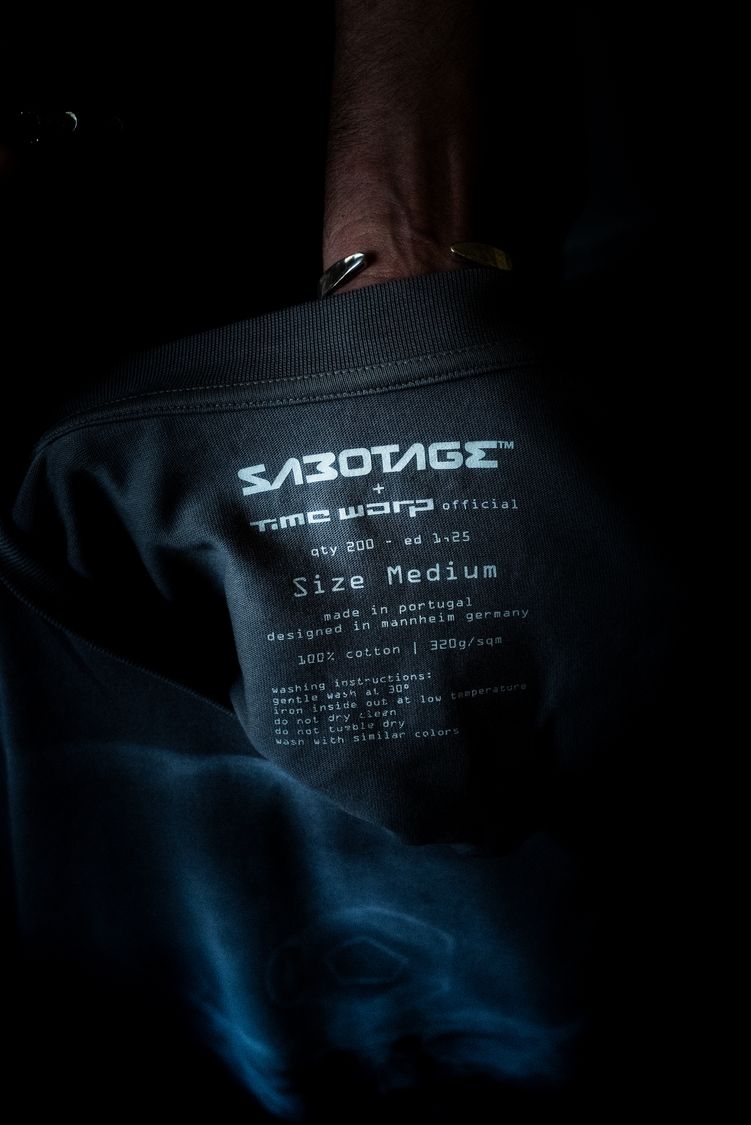 SABOTAGE™
+
TIME WARP official
qty 200 - ed 1.25
Size Medium
made in portugal
designed in mannheim germany
100% cotton | 320g/sqm
washing instructions:
gentle wash at 30°
iron inside out at low temperature
do not dry clean
do not tumble dry
wash with similar colors